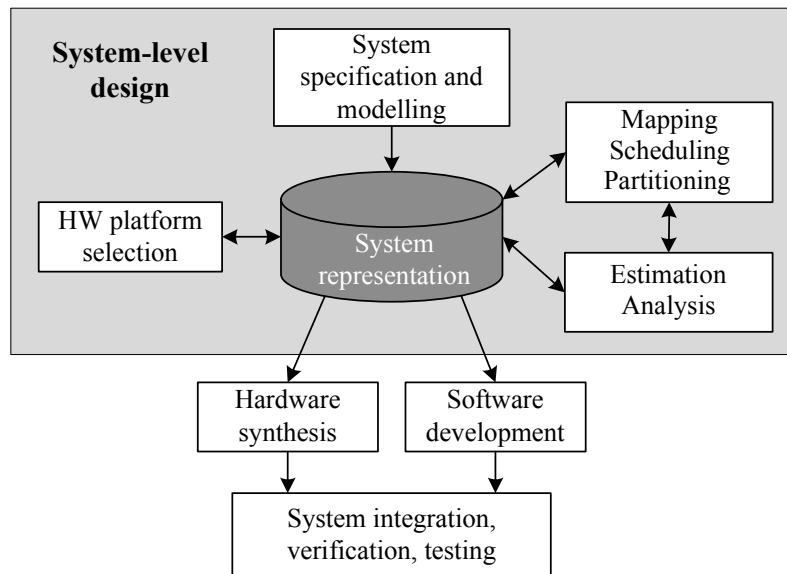 System-level
design
System
specification and
modelling
Mapping
Scheduling
Partitioning
HW platform
selection
System
representation
Estimation
Analysis
Hardware
synthesis
Software
development
System integration,
verification, testing